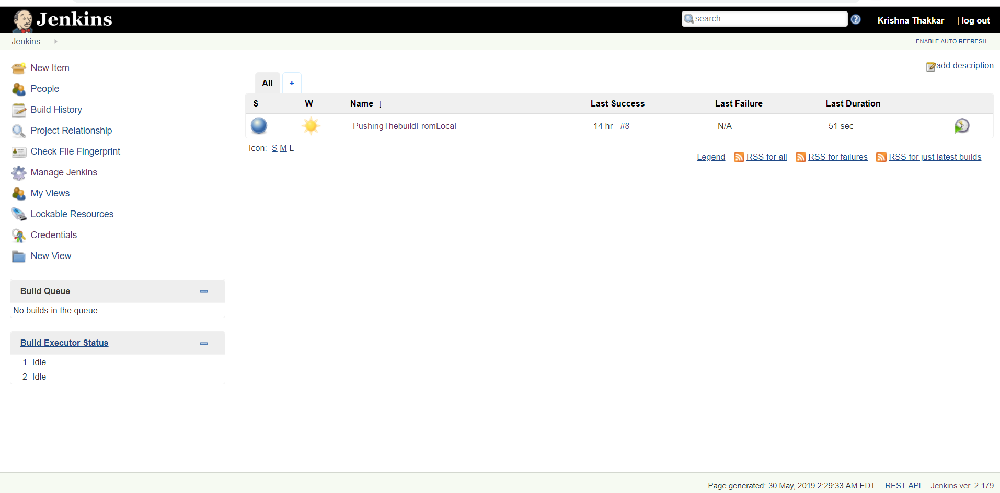 Jenkins
search
Krishna Thakkar | log out
Jenkins
ENABLE AUTO REFRESH
New Item
People
Build History
Project Relationship
Check File Fingerprint
Manage Jenkins
My Views
Lockable Resources
Credentials
New View
Build Queue
No builds in the queue.
Build Executor Status
1 Idle
2 Idle
add description
All +
S W Name ↓ Last Success Last Failure Last Duration
PushingThebuildFromLocal 14 hr - #8 N/A 51 sec
Icon: S M L
Legend RSS for all RSS for failures RSS for just latest builds
Page generated: 30 May, 2019 2:29:33 AM EDT REST API Jenkins ver. 2.179